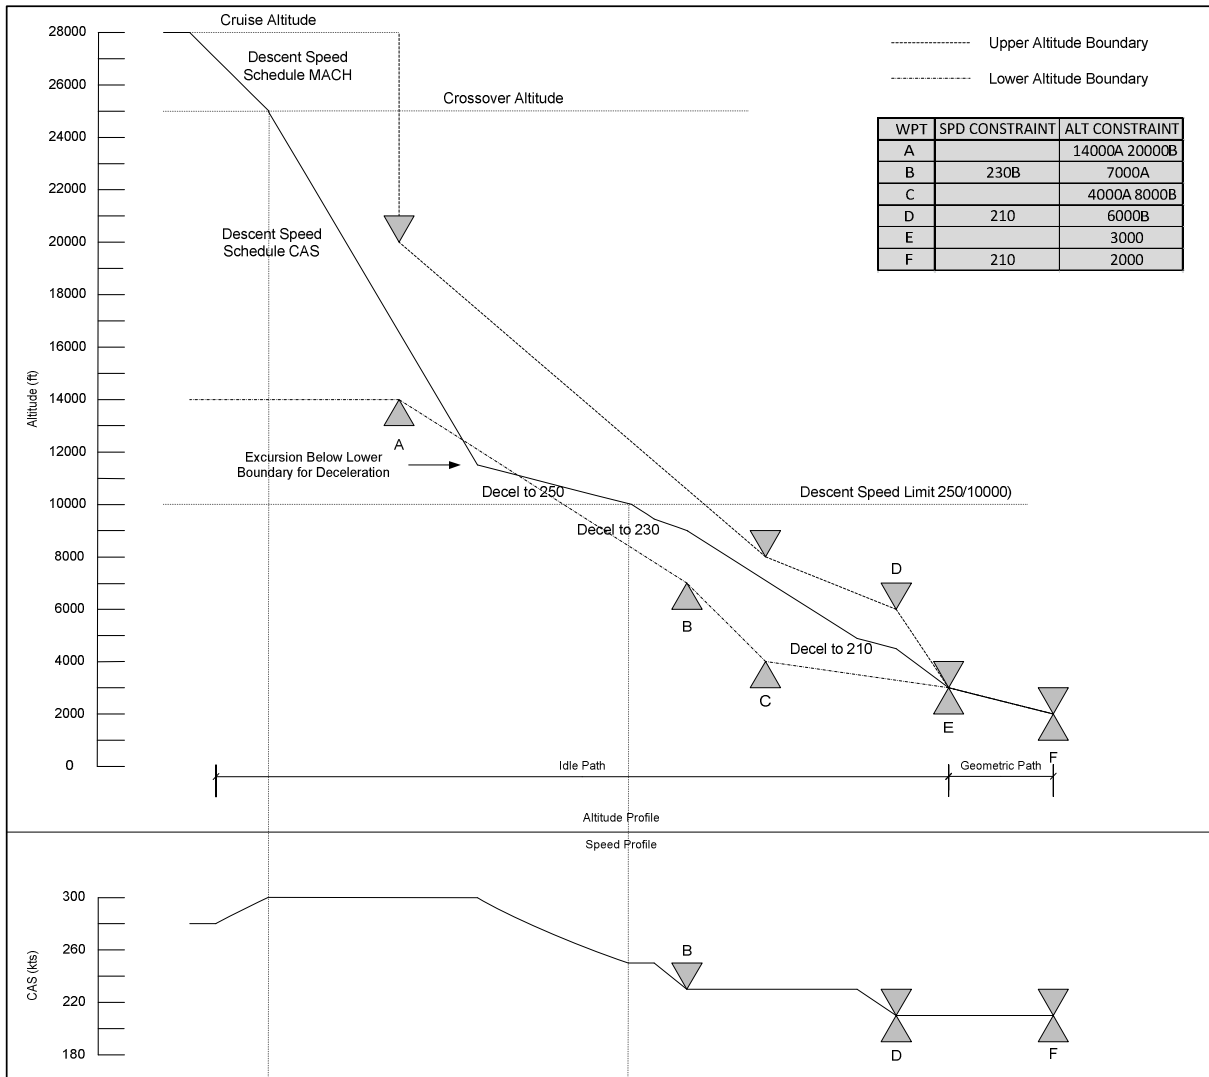 28000
26000
24000
22000
20000
18000
16000
14000
12000
10000
8000
6000
4000
2000
0
Altitude (ft)
Cruise Altitude
Descent Speed
Schedule MACH
Crossover Altitude
Descent Speed
Schedule CAS
Upper Altitude Boundary
Lower Altitude Boundary
WPT SPD CONSTRAINT ALT CONSTRAINT
A 14000A 20000B
B 230B 7000A
C 4000A 8000B
D 210 6000B
E 3000
F 210 2000
A
Excursion Below Lower
Boundary for Deceleration
Decel to 250
Descent Speed Limit 250/10000)
Decel to 230
D
B
Decel to 210
C
E
F
Idle Path
Geometric Path
Altitude Profile
Speed Profile
300
260
220
180
CAS (kts)
B
D
F